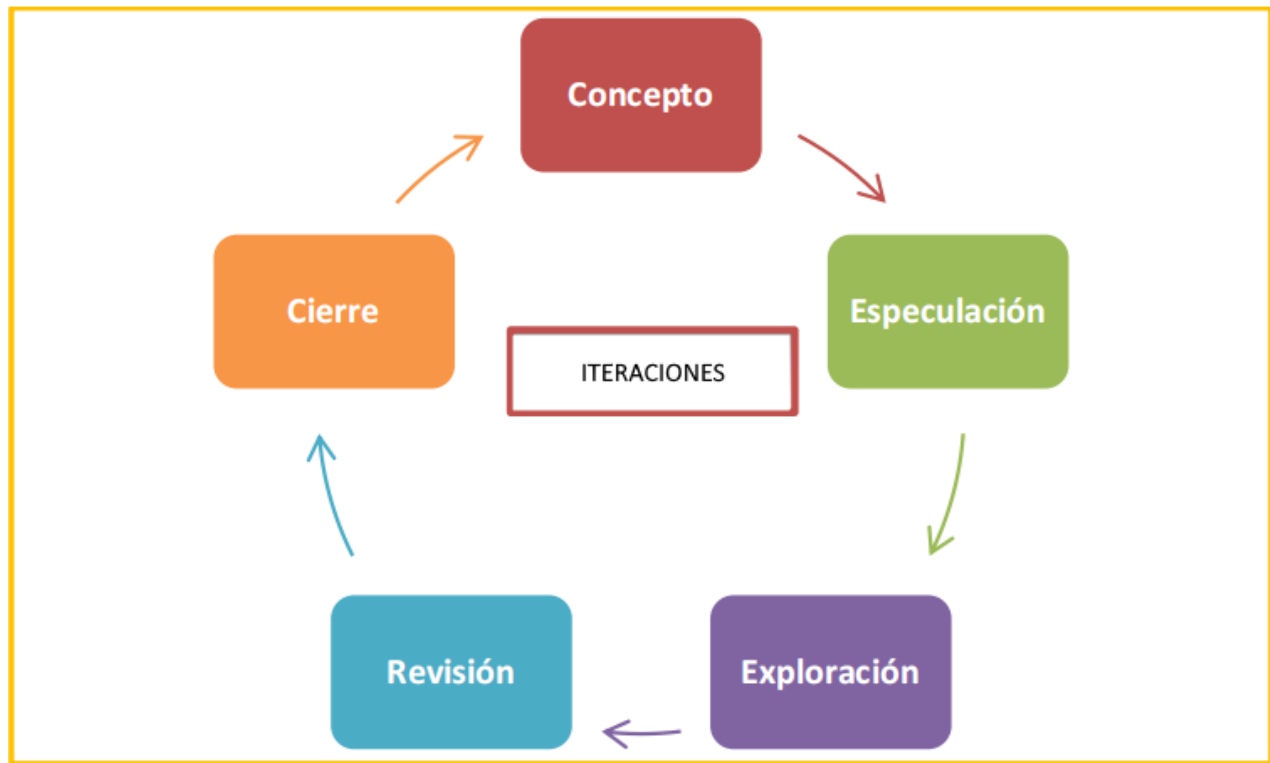 Concepto
Especulación
Exploración
Revisión
Cierre
ITERACIONES